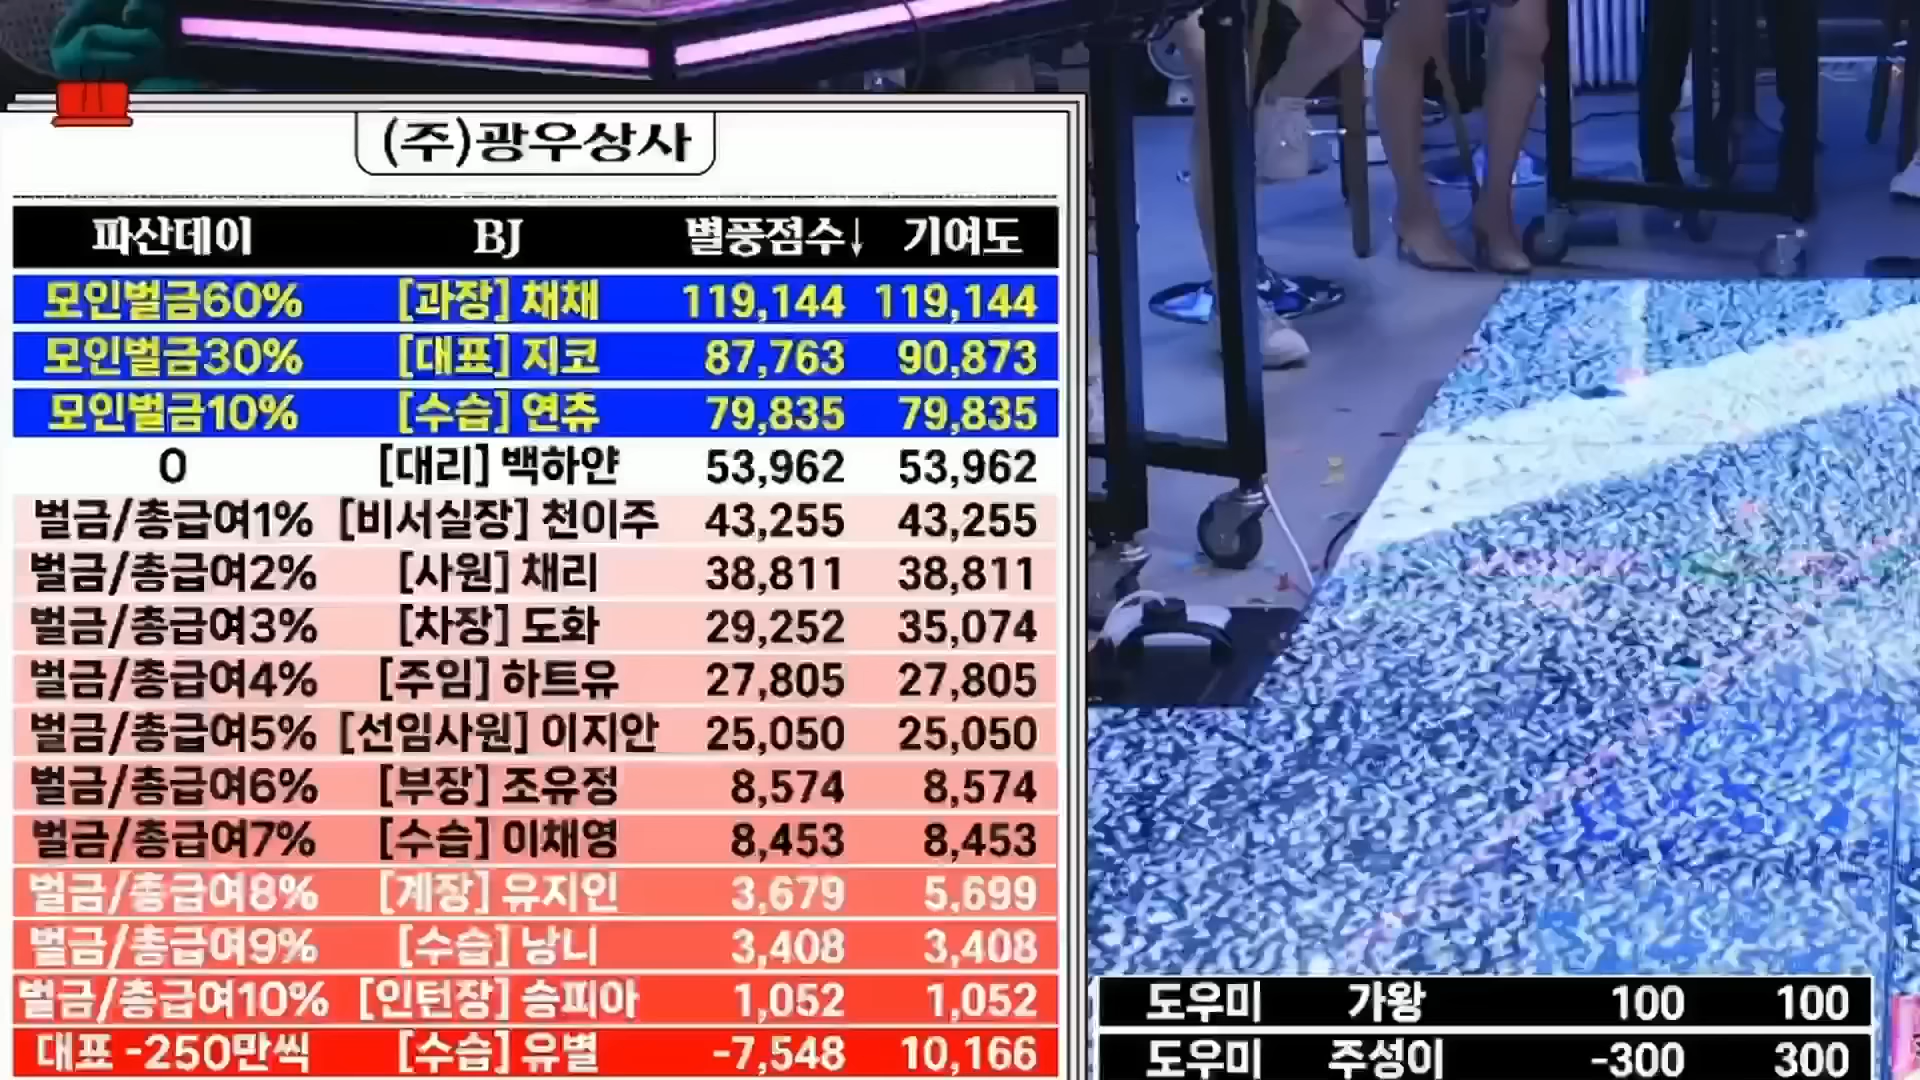 (주)광우상사
파산데이 BJ 별풍점수↓ 기여도
모인벌금60% [과장] 채채 119,144 119,144
모인벌금30% [대표] 지코 87,763 90,873
모인벌금10% [수습] 연츄 79,835 79,835
0 [대리] 백하얀 53,962 53,962
벌금/총급여1% [비서실장] 천이주 43,255 43,255
벌금/총급여2% [사원] 채리 38,811 38,811
벌금/총급여3% [차장] 도화 29,252 35,074
벌금/총급여4% [주임] 하트유 27,805 27,805
벌금/총급여5% [선임사원] 이지안 25,050 25,050
벌금/총급여6% [부장] 조유정 8,574 8,574
벌금/총급여7% [수습] 이채영 8,453 8,453
벌금/총급여8% [계장] 유지인 3,679 5,699
벌금/총급여9% [수습] 낭니 3,408 3,408
벌금/총급여10% [인턴장] 승피아 1,052 1,052
대표 -250만씩 [수습] 유별 -7,548 10,166
도우미 가왕 100 100
도우미 주성이 -300 300